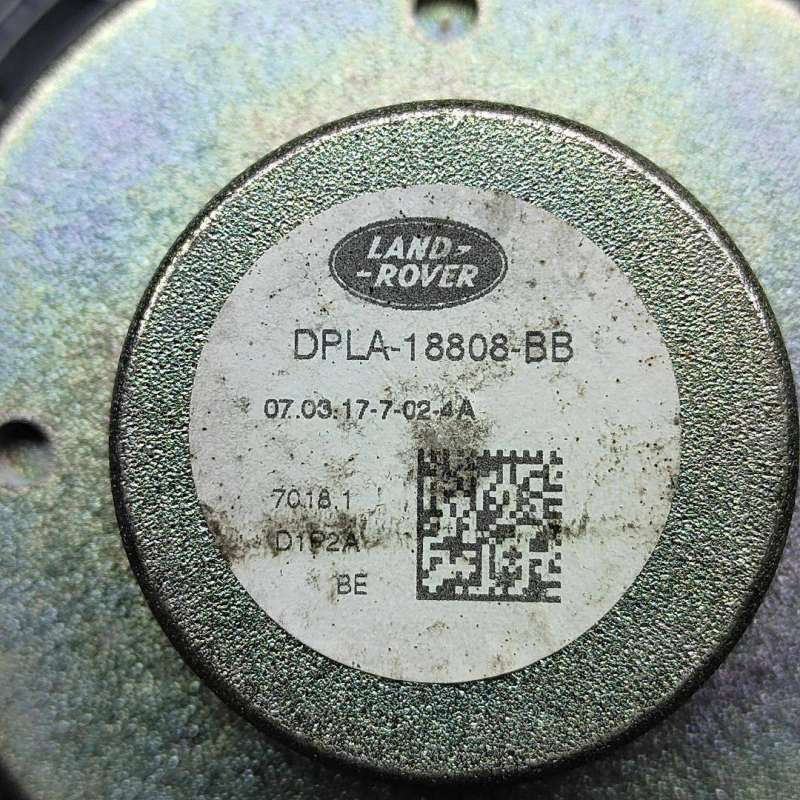 LAND-
-ROVER
DPLA-18808-BB
07.03.17-7-02-4A
7018.1
D1P2A
BE